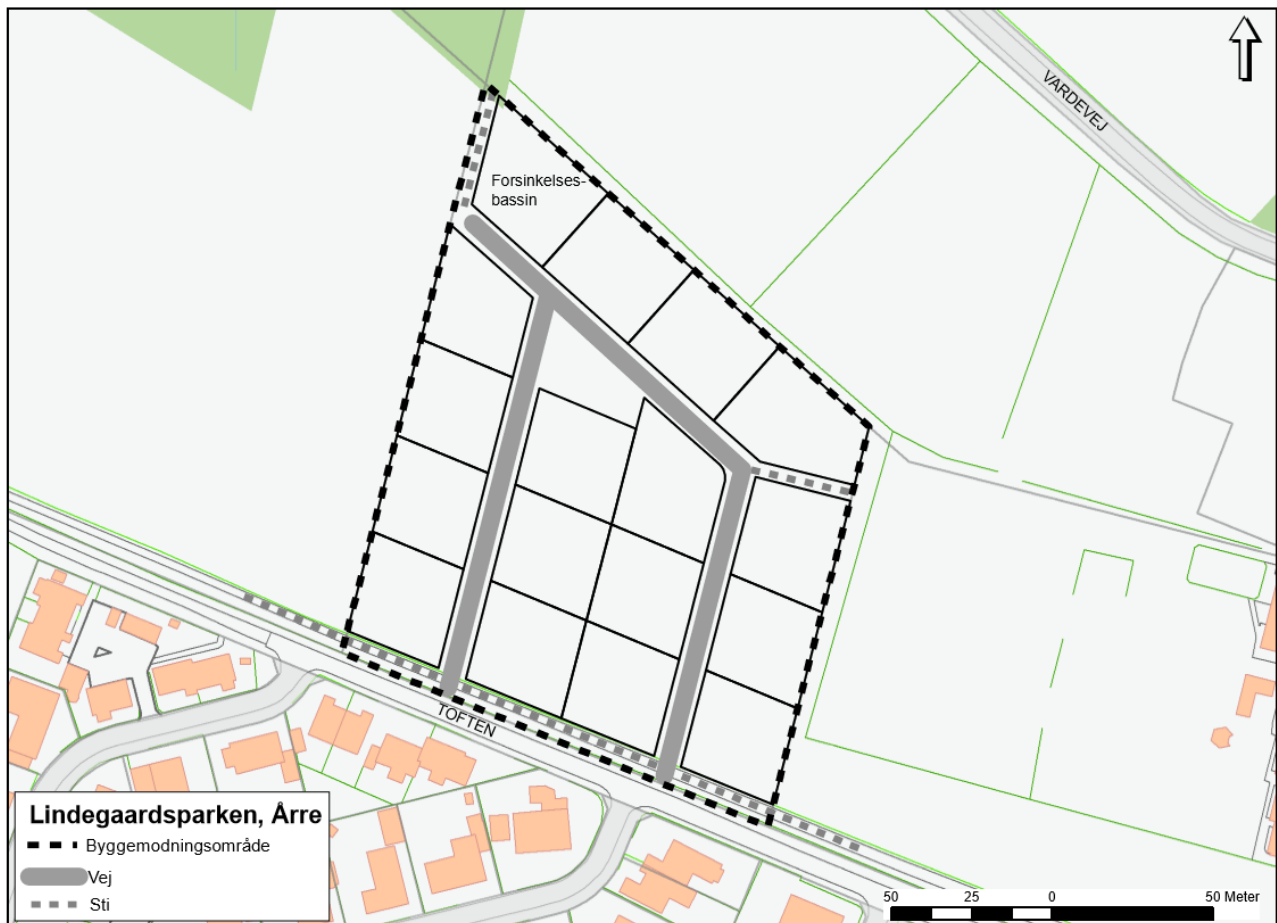 VARDEVEJ
Forsinkelses-
bassin
TOFTEN
Lindegaardsparken, Årre
Byggemodningsområde
Vej
Sti
50 25 0 50 Meter